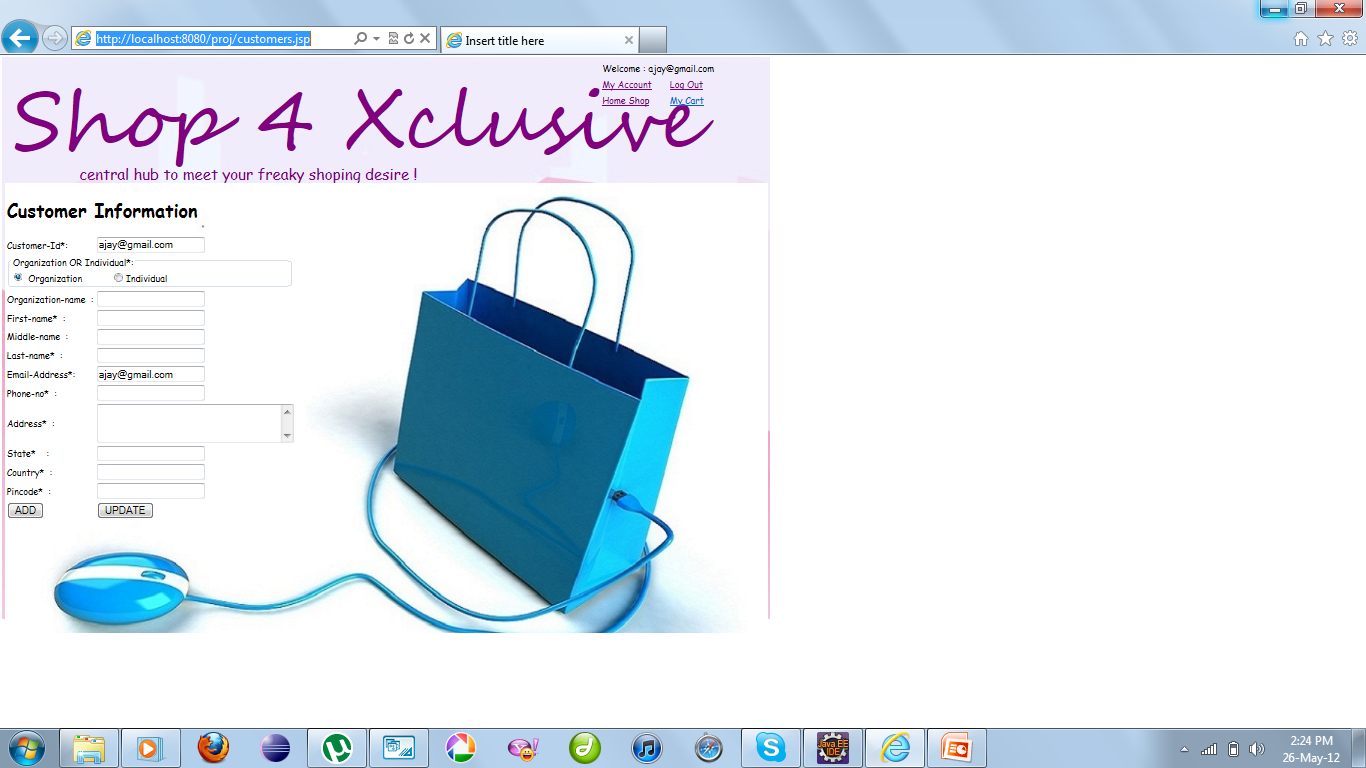 http://localhost:8080/proj/customers.jsp
Insert title here
Welcome : ajay@gmail.com
My Account Log Out
Home Shop My Cart
Shop 4 Xclusive
central hub to meet your freaky shoping desire !
Customer Information
Customer-Id*: ajay@gmail.com
Organization OR Individual*:
Organization Individual
Organization-name :
First-name* :
Middle-name :
Last-name* :
Email-Address*: ajay@gmail.com
Phone-no* :
Address* :
State* :
Country* :
Pincode* :
ADD UPDATE
Java EE
IDE
2:24 PM
26-May-12